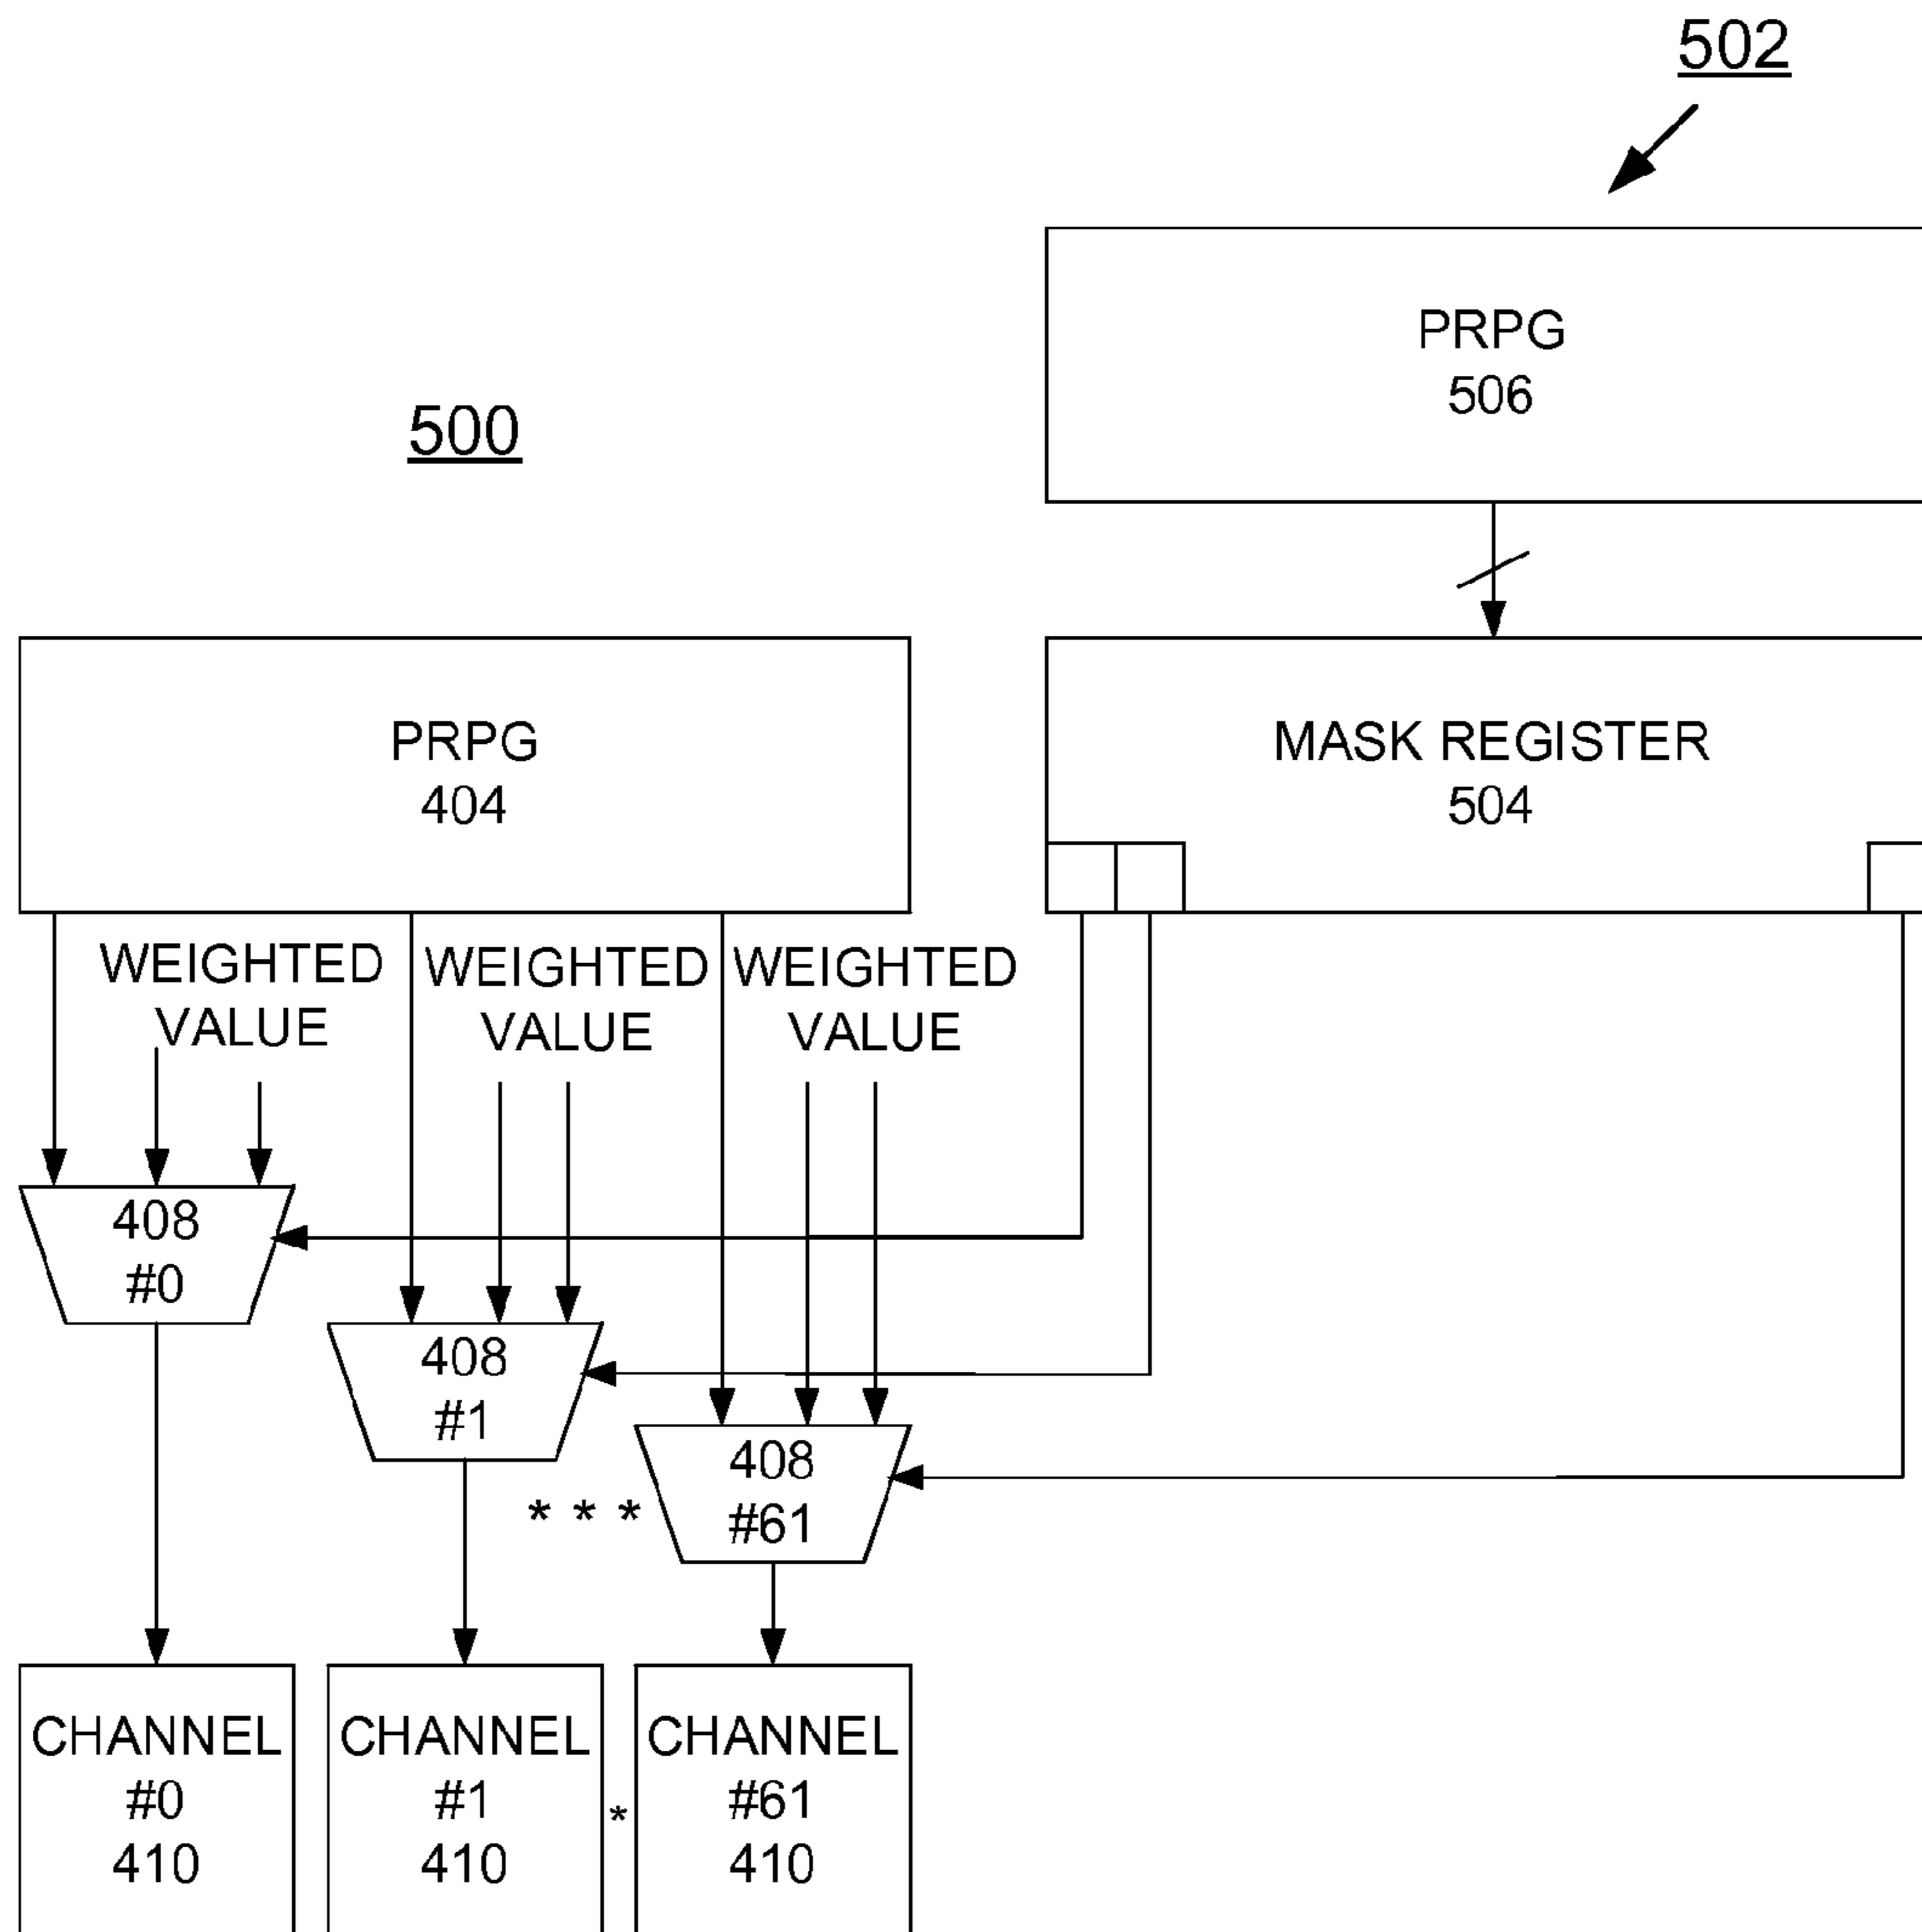 502
PRPG
506
500
PRPG
404
MASK REGISTER
504
WEIGHTED
VALUE
WEIGHTED
VALUE
WEIGHTED
VALUE
408
#0
408
#1
408
#61
* * *
CHANNEL
#0
410
CHANNEL
#1
410
*
CHANNEL
#61
410